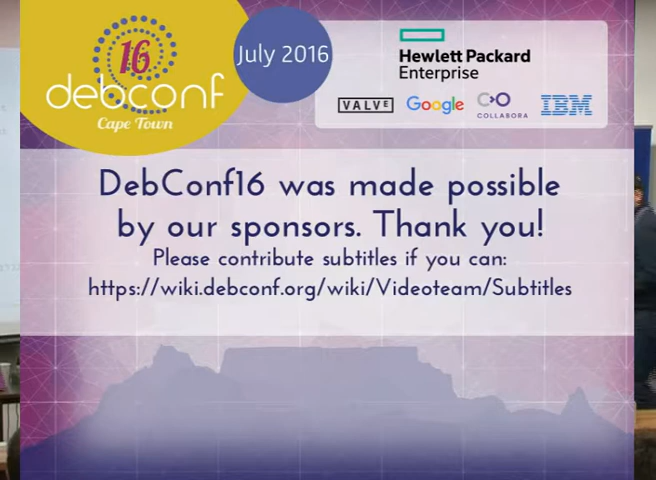 16
debconf
Cape Town
July 2016
Hewlett Packard
Enterprise
VALVE
Google
COLLABORA
IBM
DebConf16 was made possible
by our sponsors. Thank you!
Please contribute subtitles if you can:
https://wiki.debconf.org/wiki/Videoteam/Subtitles